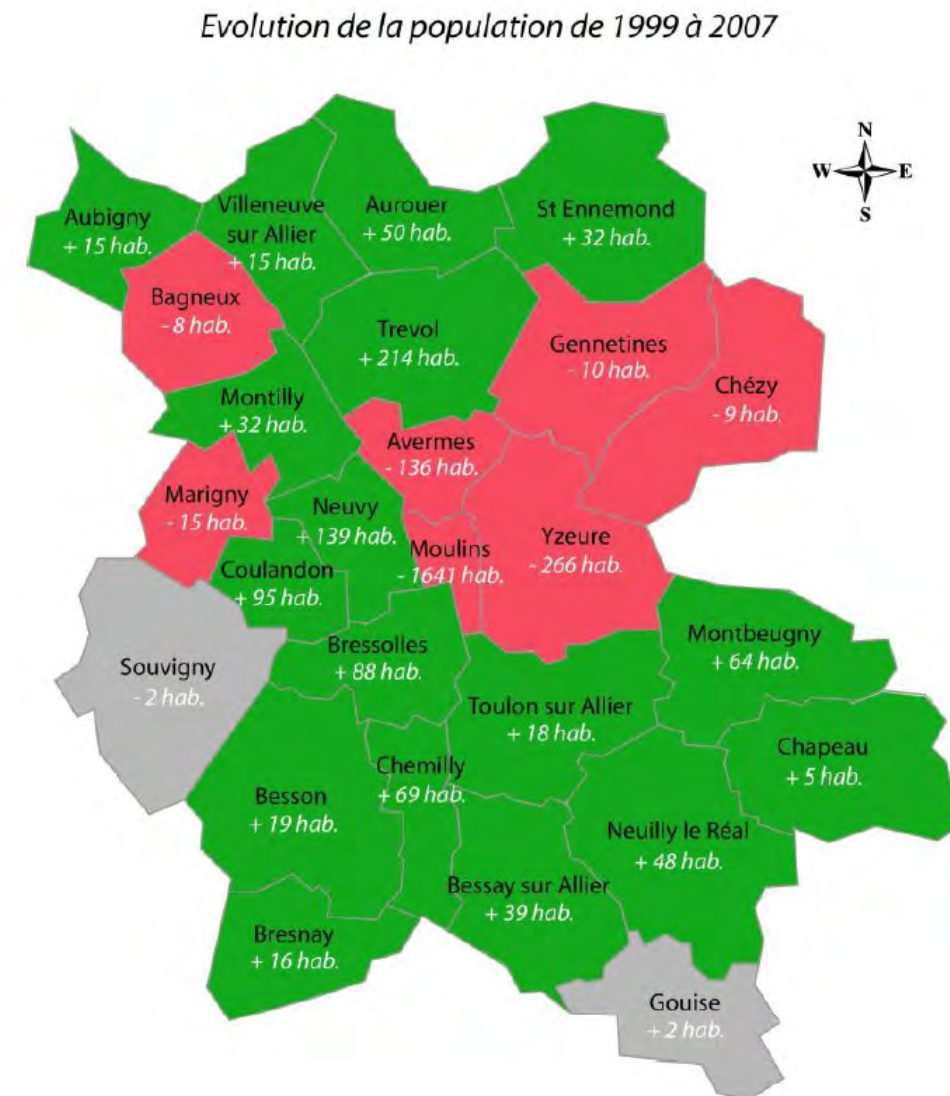 Evolution de la population de 1999 à 2007
N
W
E
S
Aubigny
+ 15 hab.
Villeneuve
sur Allier
+ 15 hab.
Aurouer
+ 50 hab.
St Ennemond
+ 32 hab.
Bagneux
- 8 hab.
Trevol
+ 214 hab.
Gennetines
- 10 hab.
Chézy
- 9 hab.
Montilly
+ 32 hab.
Avermes
- 136 hab.
Marigny
- 15 hab.
Neuvy
+ 139 hab.
Moulins
- 1641 hab.
Yzeure
- 266 hab.
Coulandon
+ 95 hab.
Bressolles
+ 88 hab.
Montbeugny
+ 64 hab.
Souvigny
- 2 hab.
Toulon sur Allier
+ 18 hab.
Chapeau
+ 5 hab.
Chemilly
+ 69 hab.
Besson
+ 19 hab.
Neuilly le Réal
+ 48 hab.
Bessay sur Allier
+ 39 hab.
Bresnay
+ 16 hab.
Gouise
+ 2 hab.